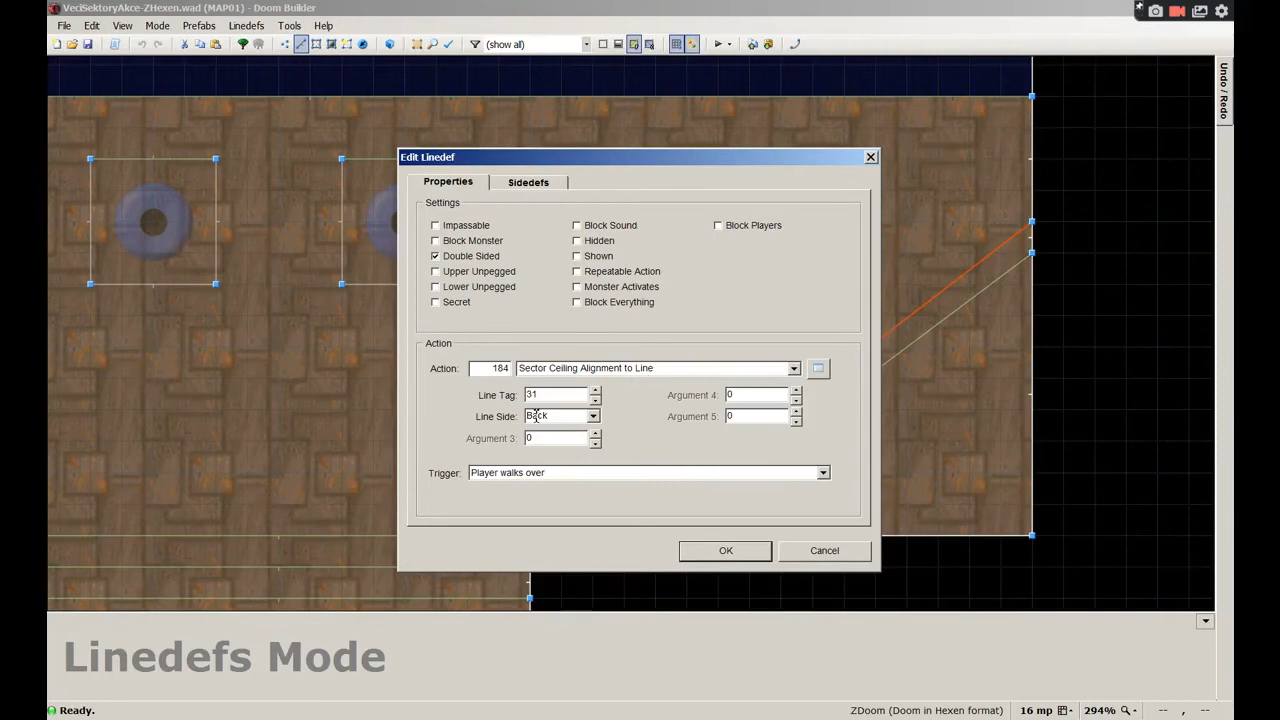 VeciSektoryAkce-ZHexen.wad (MAP01) - Doom Builder
File Edit View Mode Prefabs Linedefs Tools Help
(show all)
Undo / Redo
Edit Linedef
Properties Sidedefs
Settings
Impassable Block Sound Block Players
Block Monster Hidden
Double Sided Shown
Upper Unpegged Repeatable Action
Lower Unpegged Monster Activates
Secret Block Everything
Action
Action: 184 Sector Ceiling Alignment to Line
Line Tag: 31 Argument 4: 0
Line Side: Back Argument 5: 0
Argument 3: 0
Trigger: Player walks over
OK Cancel
Linedefs Mode
Ready. ZDoom (Doom in Hexen format) 16 mp 294% -- , --